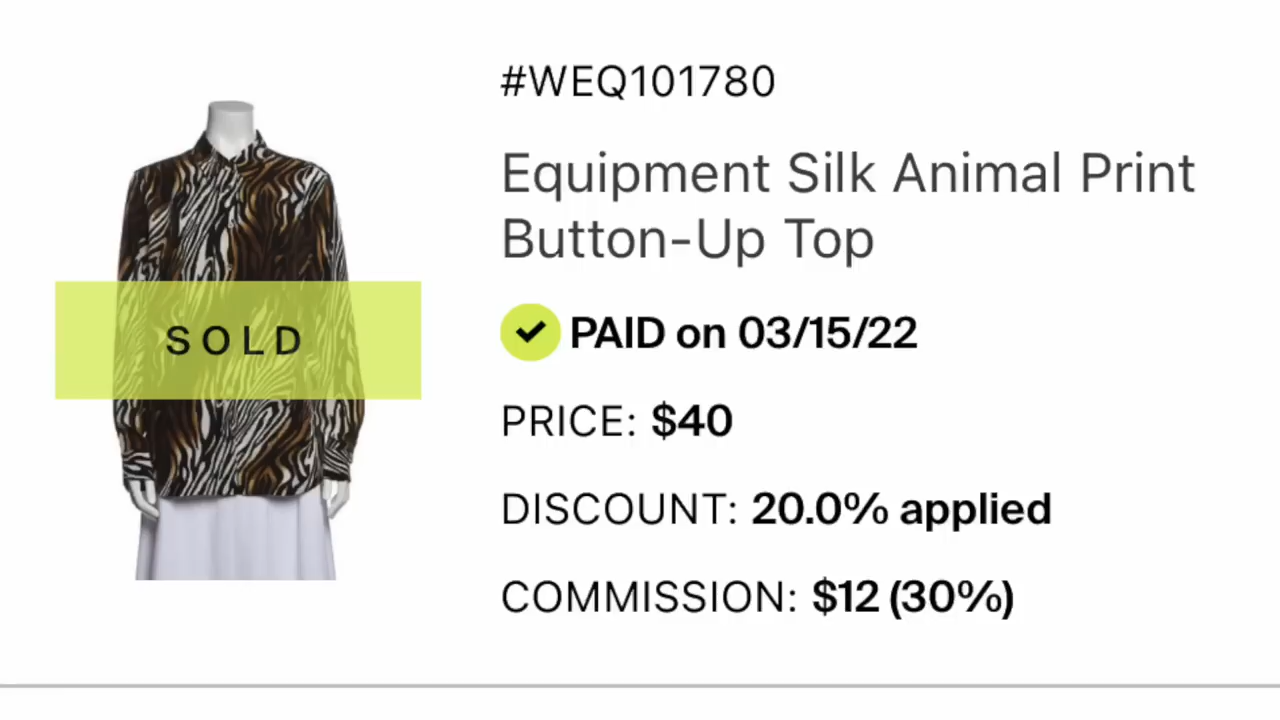 #WEQ101780
Equipment Silk Animal Print
Button-Up Top
SOLD
PAID on 03/15/22
PRICE: $40
DISCOUNT: 20.0% applied
COMMISSION: $12 (30%)